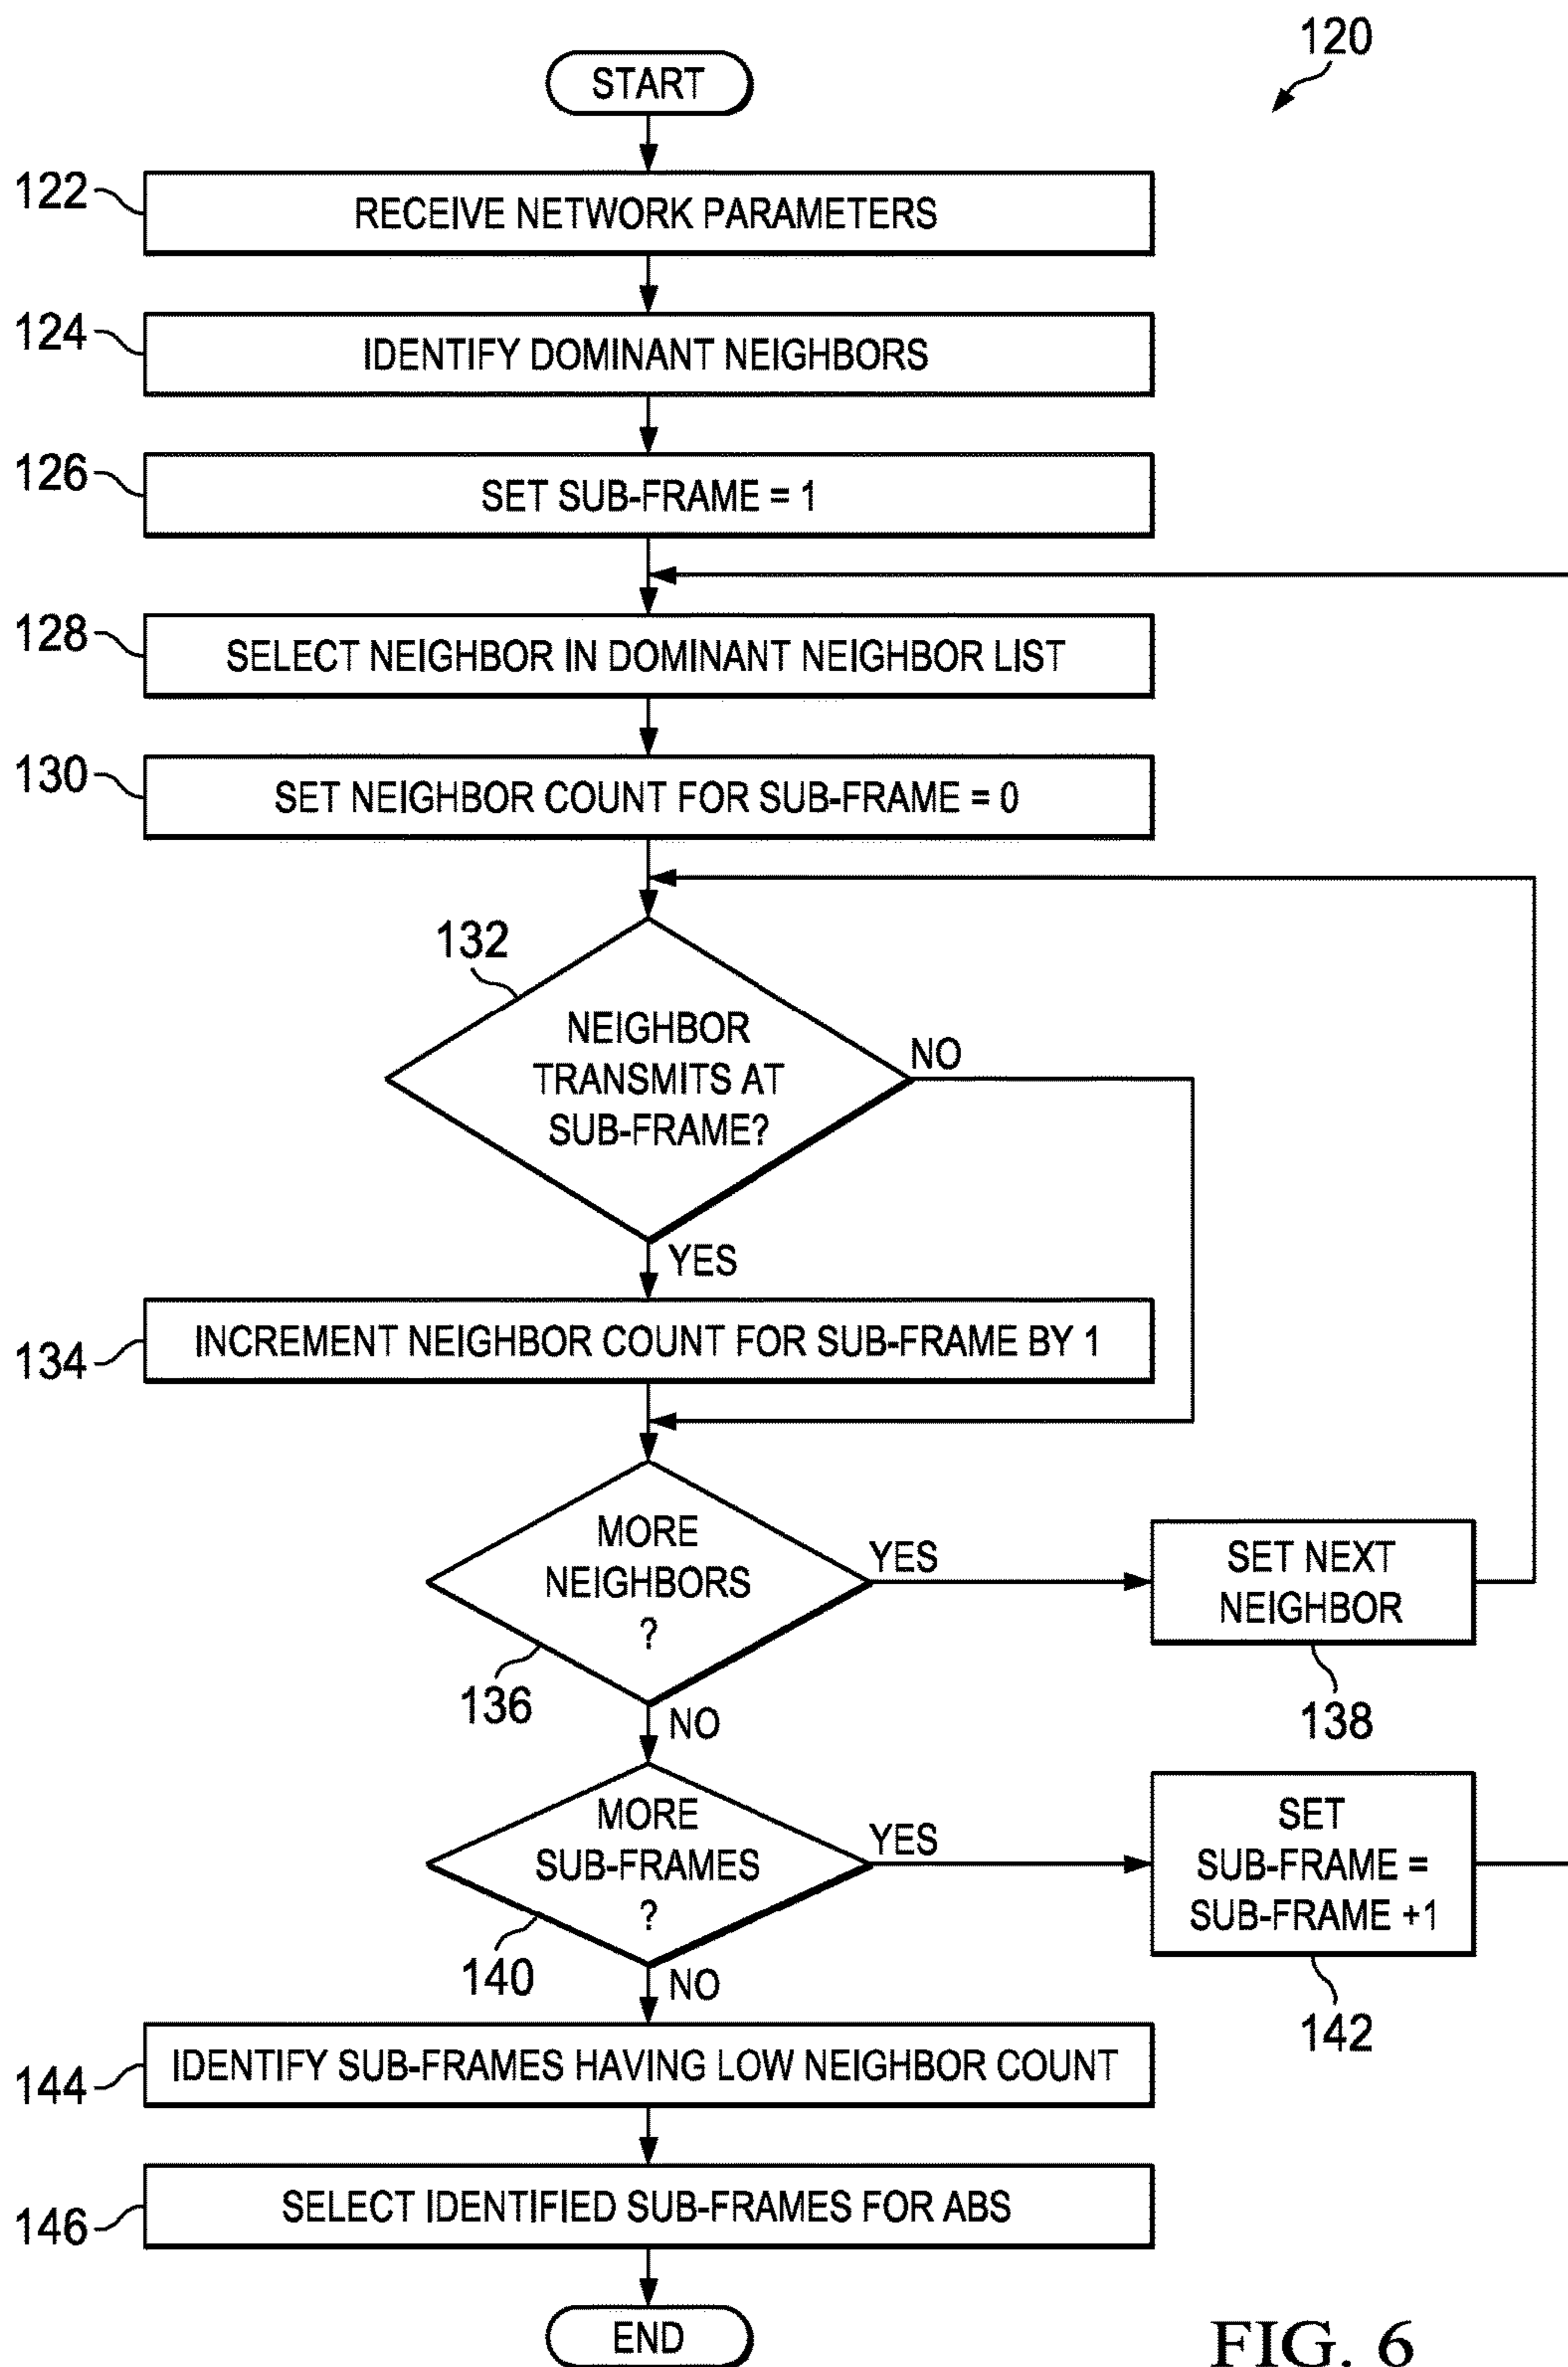 120
START
122
RECEIVE NETWORK PARAMETERS
124
IDENTIFY DOMINANT NEIGHBORS
126
SET SUB-FRAME = 1
128
SELECT NEIGHBOR IN DOMINANT NEIGHBOR LIST
130
SET NEIGHBOR COUNT FOR SUB-FRAME = 0
132
NEIGHBOR
TRANSMITS AT
SUB-FRAME?
NO
YES
134
INCREMENT NEIGHBOR COUNT FOR SUB-FRAME BY 1
MORE
NEIGHBORS
?
YES
136
NO
SET NEXT
NEIGHBOR
138
MORE
SUB-FRAMES
?
YES
140
NO
SET
SUB-FRAME =
SUB-FRAME +1
142
144
IDENTIFY SUB-FRAMES HAVING LOW NEIGHBOR COUNT
146
SELECT IDENTIFIED SUB-FRAMES FOR ABS
END
FIG. 6